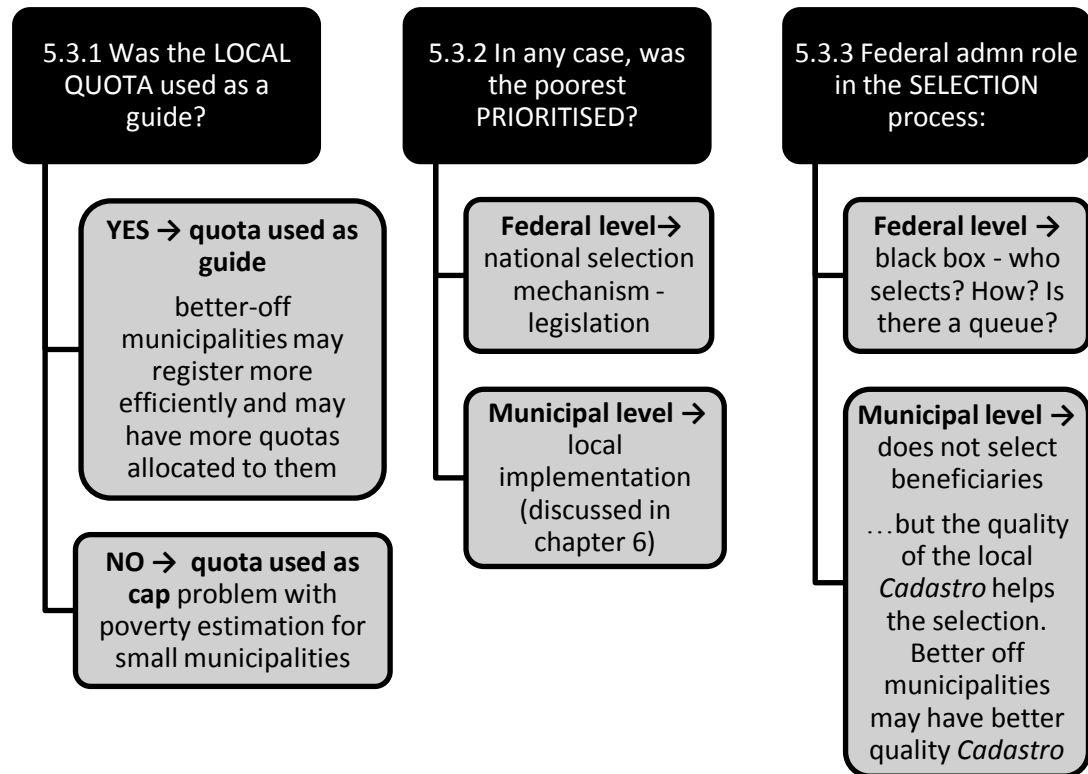 5.3.1 Was the LOCAL
QUOTA used as a
guide?
YES → quota used as
guide
better-off
municipalities may
register more
efficiently and may
have more quotas
allocated to them
NO → quota used as
cap problem with
poverty estimation for
small municipalities
5.3.2 In any case, was
the poorest
PRIORITISED?
Federal level→
national selection
mechanism -
legislation
Municipal level →
local
implementation
(discussed in
chapter 6)
5.3.3 Federal admn role
in the SELECTION
process:
Federal level →
black box - who
selects? How? Is
there a queue?
Municipal level →
does not select
beneficiaries
…but the quality
of the local
Cadastro helps
the selection.
Better off
municipalities
may have better
quality Cadastro